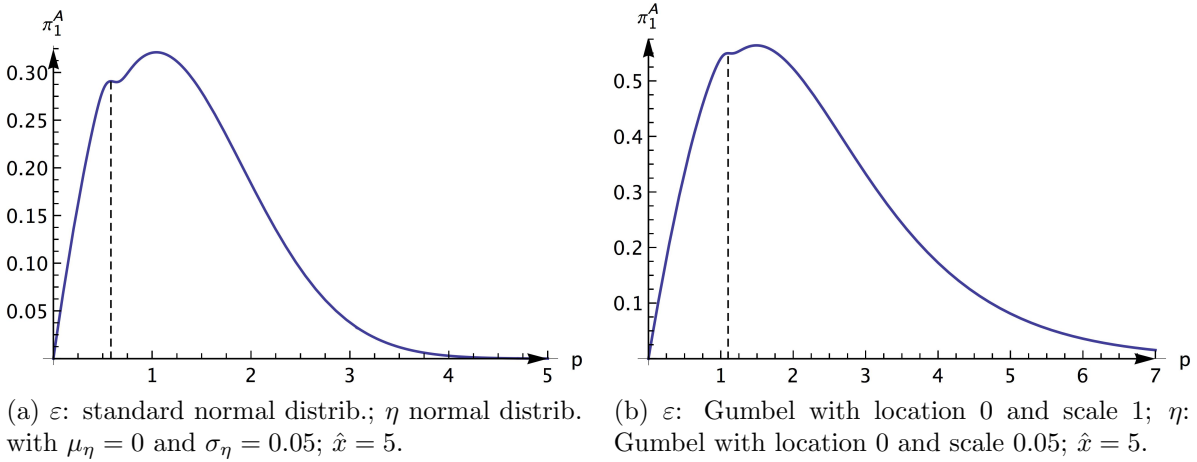 π₁ᴬ
0.30
0.25
0.20
0.15
0.10
0.05
1 2 3 4 5 p
(a) ε: standard normal distrib.; η normal distrib.
with μ_η = 0 and σ_η = 0.05; x̂ = 5.
π₁ᴬ
0.5
0.4
0.3
0.2
0.1
1 2 3 4 5 6 7 p
(b) ε: Gumbel with location 0 and scale 1; η:
Gumbel with location 0 and scale 0.05; x̂ = 5.